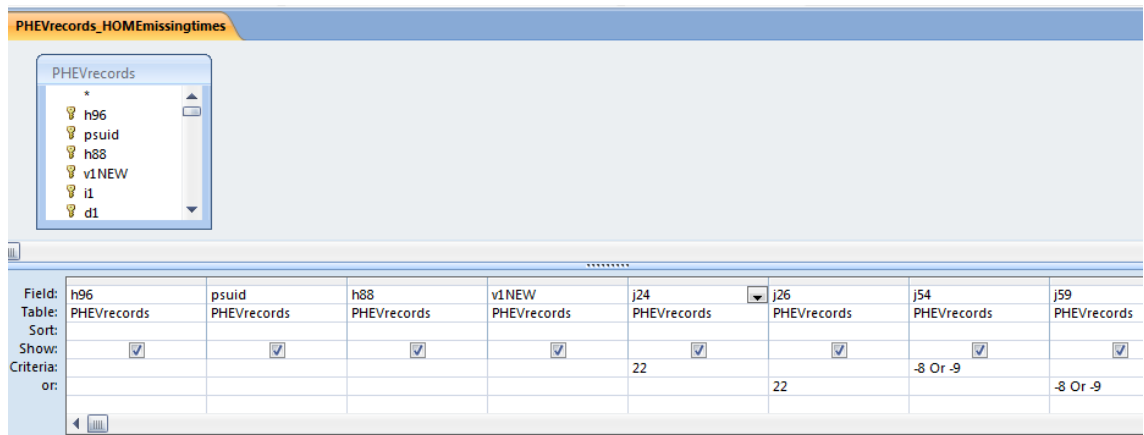 PHEVrecords_HOMEmissingtimes
PHEVrecords
*
h96
psuid
h88
v1NEW
i1
d1
Field: h96 psuid h88 v1NEW j24 j26 j54 j59
Table: PHEVrecords PHEVrecords PHEVrecords PHEVrecords PHEVrecords PHEVrecords PHEVrecords PHEVrecords
Sort:
Show:
Criteria: 22 -8 Or -9
or: 22 -8 Or -9